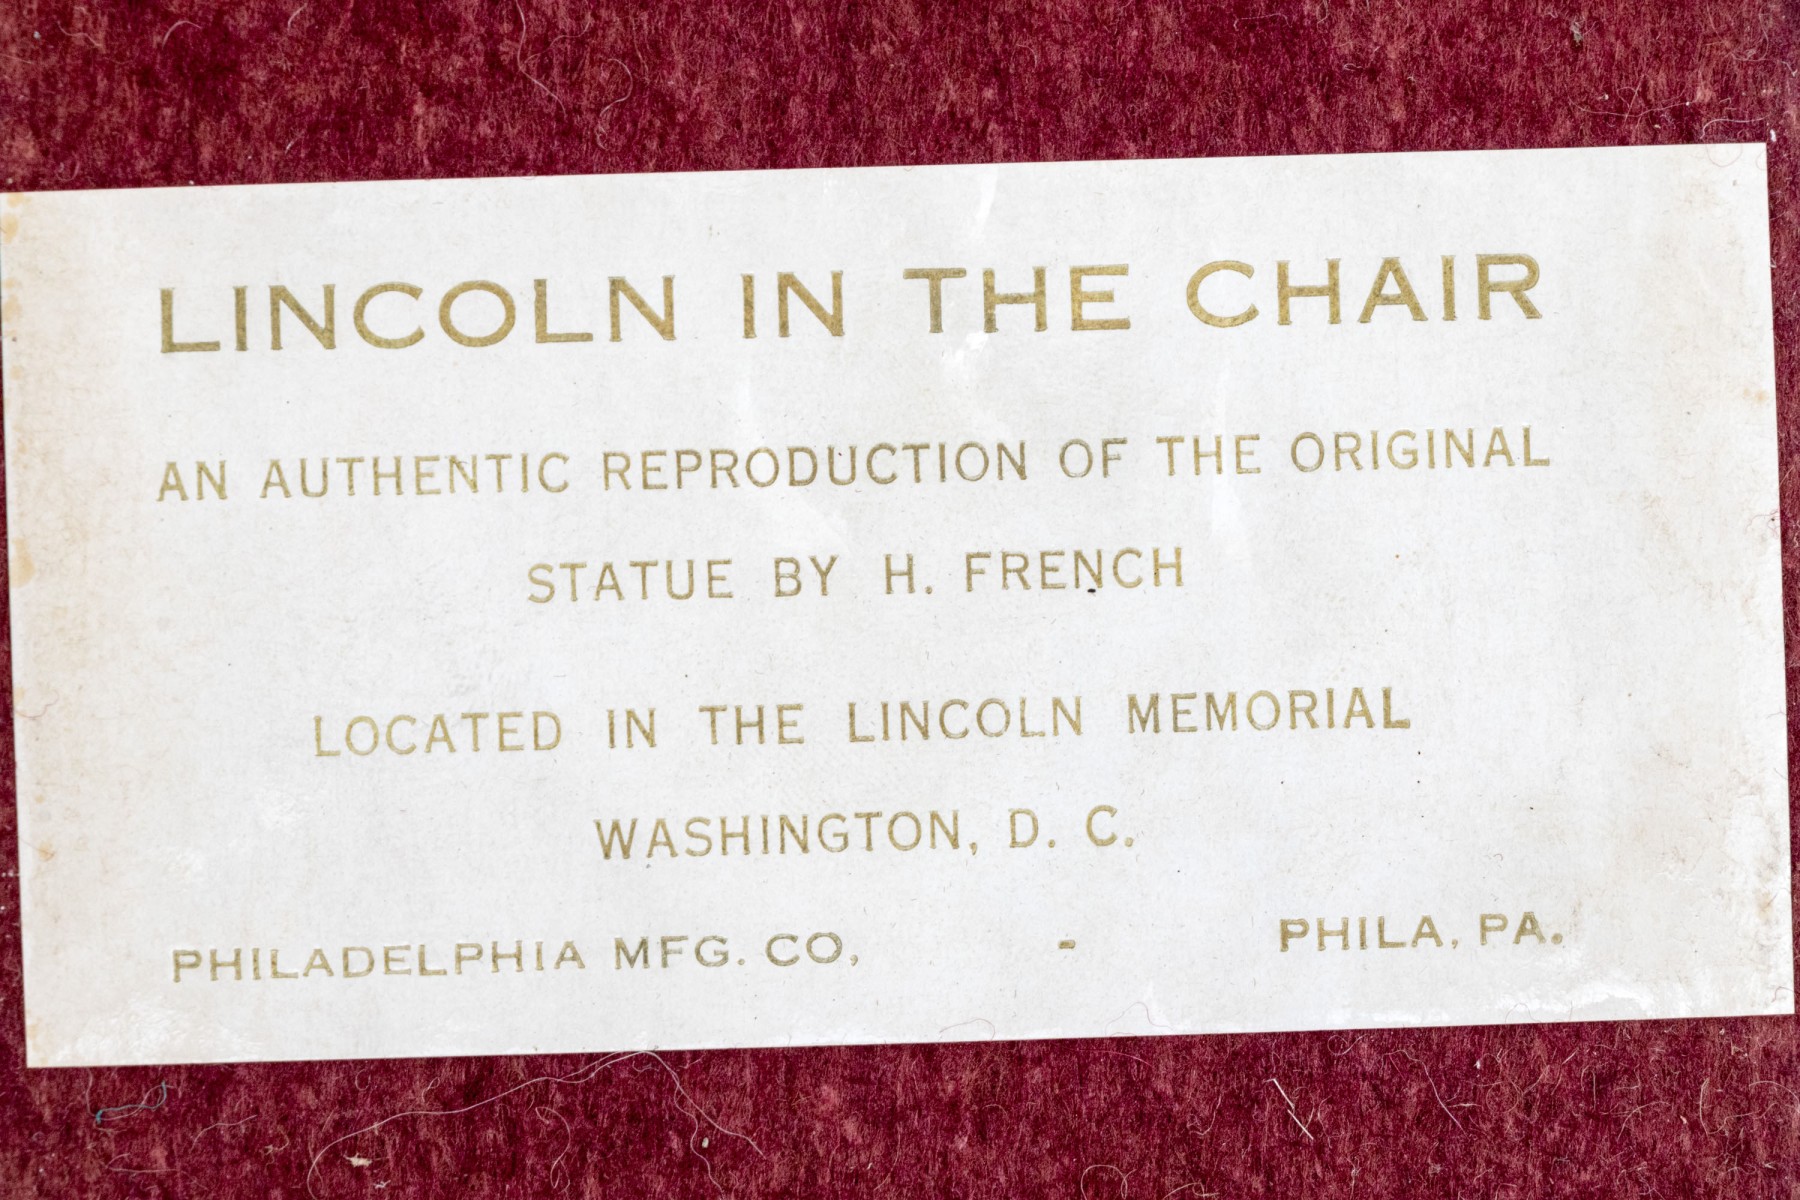 LINCOLN IN THE CHAIR
AN AUTHENTIC REPRODUCTION OF THE ORIGINAL
STATUE BY H. FRENCH
LOCATED IN THE LINCOLN MEMORIAL
WASHINGTON, D. C.
PHILADELPHIA MFG. CO, - PHILA, PA.